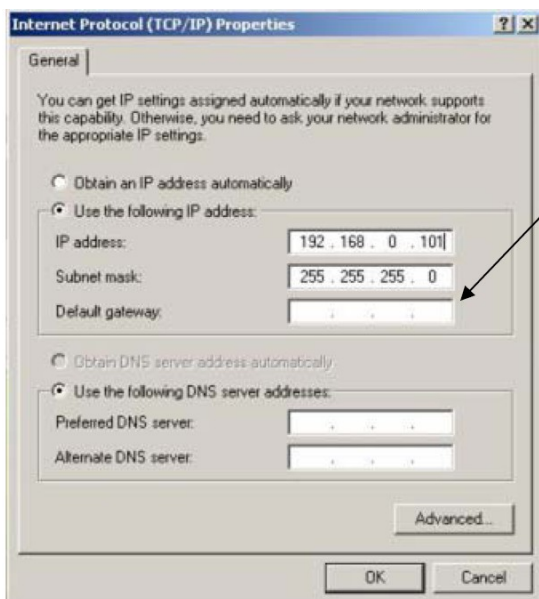 Internet Protocol (TCP/IP) Properties
General
You can get IP settings assigned automatically if your network supports
this capability. Otherwise, you need to ask your network administrator for
the appropriate IP settings.
Obtain an IP address automatically
Use the following IP address:
IP address: 192 . 168 . 0 . 101
Subnet mask: 255 . 255 . 255 . 0
Default gateway: . . .
Obtain DNS server address automatically
Use the following DNS server addresses:
Preferred DNS server: . . .
Alternate DNS server: . . .
Advanced...
OK Cancel